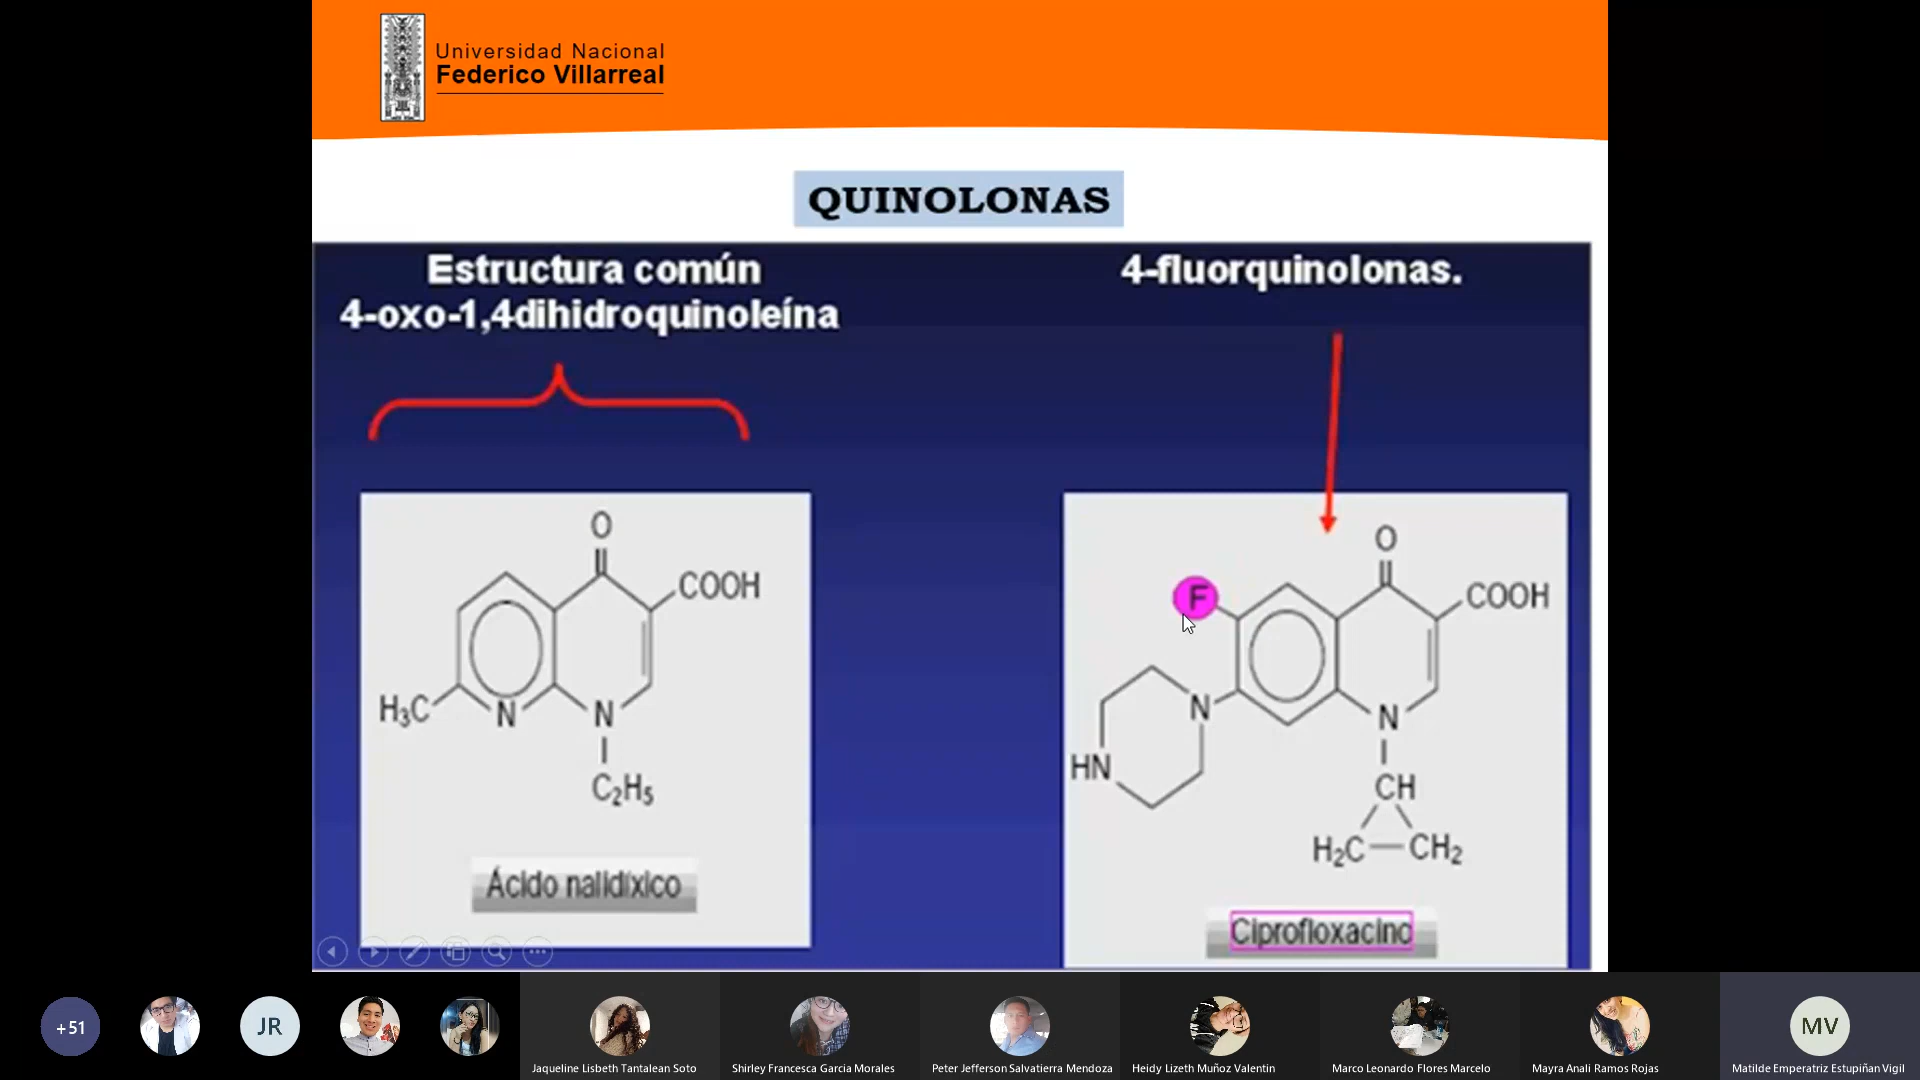 Universidad Nacional
Federico Villarreal
QUINOLONAS
Estructura común
4-oxo-1,4dihidroquinoleína
O
COOH
H₃C
N
N
C₂H₅
Ácido nalidíxico
4-fluorquinolonas.
O
F
COOH
N
N
HN
CH
H₂C
CH₂
Ciprofloxacino
+51
JR
MV
Jaqueline Lisbeth Tantalean Soto
Shirley Francesca Garcia Morales
Peter Jefferson Salvatierra Mendoza
Heidy Lizeth Muñoz Valentin
Marco Leonardo Flores Marcelo
Mayra Anali Ramos Rojas
Matilde Emperatriz Estupiñan Vigil